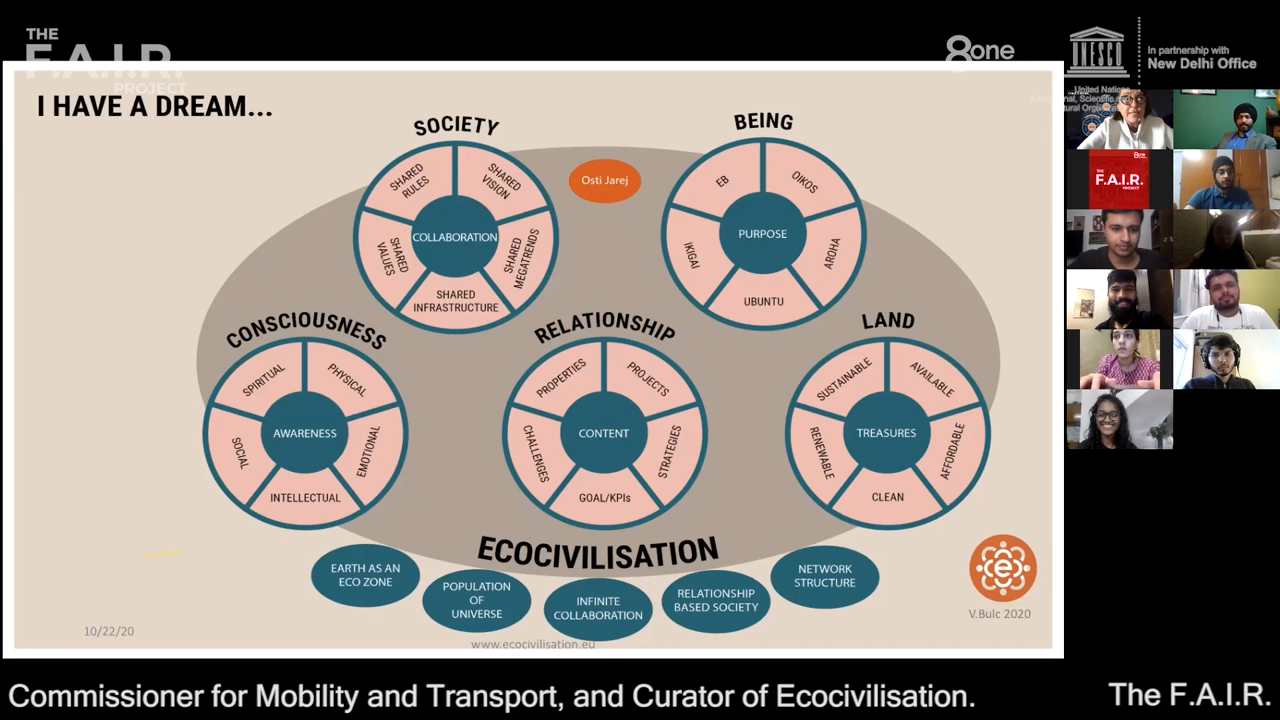 THE
F.A.I.R.
PROJECT
8one
UNESCO
In partnership with
New Delhi Office
United Nations
I HAVE A DREAM...
SOCIETY
SHARED
RULES
SHARED
VISION
SHARED
VALUES
SHARED
MEGATRENDS
SHARED
INFRASTRUCTURE
COLLABORATION
Osti Jarej
BEING
EB
OIKOS
IKIGAI
AROHA
UBUNTU
PURPOSE
CONSCIOUSNESS
SPIRITUAL
PHYSICAL
SOCIAL
EMOTIONAL
INTELLECTUAL
AWARENESS
RELATIONSHIP
PROPERTIES
PROJECTS
CHALLENGES
STRATEGIES
GOAL/KPIs
CONTENT
LAND
SUSTAINABLE
AVAILABLE
RENEWABLE
AFFORDABLE
CLEAN
TREASURES
ECOCIVILISATION
EARTH AS AN
ECO ZONE
POPULATION
OF
UNIVERSE
INFINITE
COLLABORATION
RELATIONSHIP
BASED SOCIETY
NETWORK
STRUCTURE
e
V.Bulc 2020
10/22/20
www.ecocivilisation.eu
8one
THE
F.A.I.R.
PROJECT
Commissioner for Mobility and Transport, and Curator of Ecocivilisation.
The F.A.I.R.